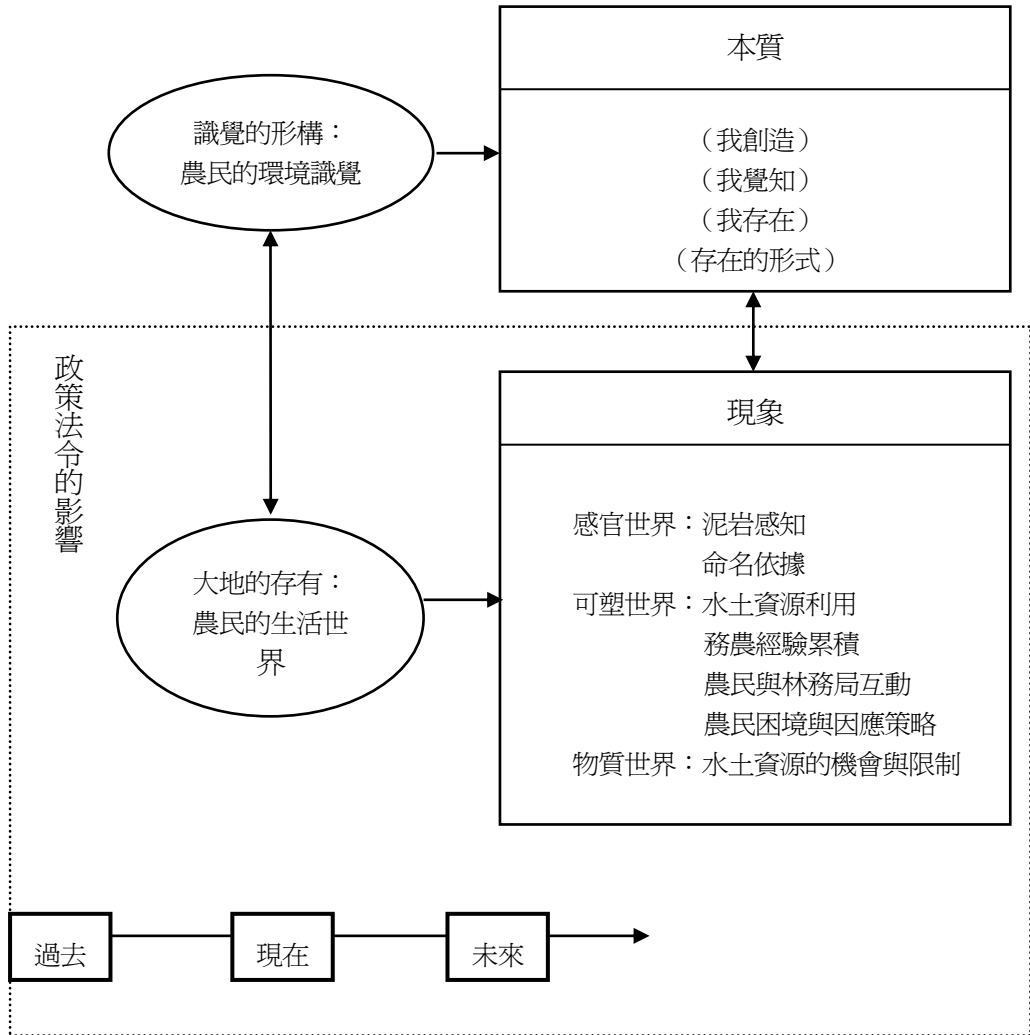 本質
識覺的形構：
農民的環境識覺
（我創造）
（我覺知）
（我存在）
（存在的形式）
政策法令的影響
現象
感官世界：泥岩感知
命名依據
可塑世界：水土資源利用
務農經驗累積
農民與林務局互動
農民困境與因應策略
物質世界：水土資源的機會與限制
大地的存有：
農民的生活世
界
過去
現在
未來